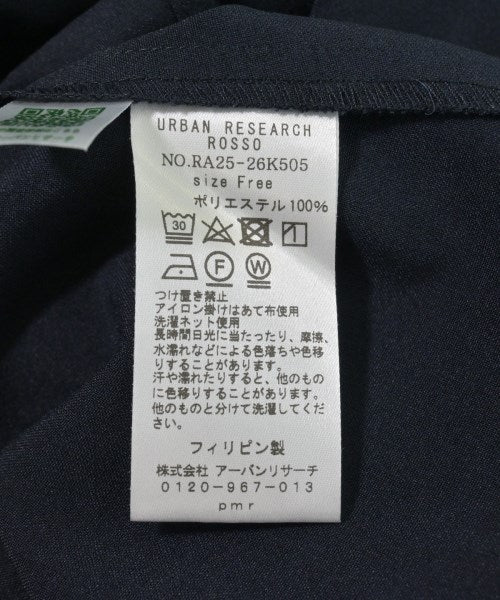 URBAN RESEARCH
ROSSO
NO.RA25-26K505
size Free
ポリエステル100%
30
F W
つけ置き禁止
アイロン掛けはあて布使用
洗濯ネット使用
長時間日光に当たったり、摩擦、
水濡れなどによる色落ちや色移
りすることがあります。
汗や濡れたりすると、他のもの
に色移りすることがあります。
他のものと分けて洗濯してくだ
さい。
フィリピン製
株式会社 アーバンリサーチ
0120-967-013
pmr